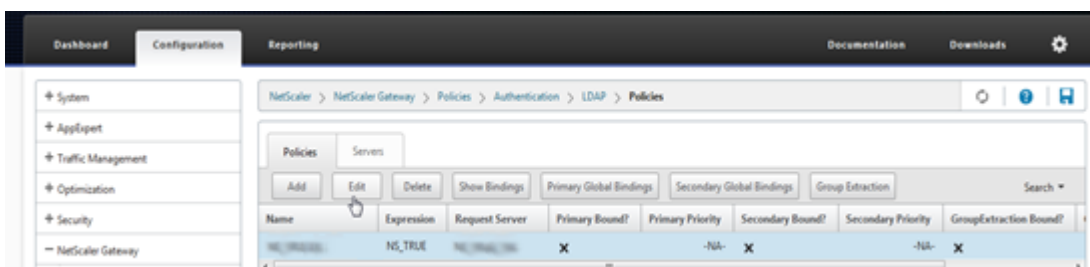 Dashboard Configuration Reporting Documentation Downloads
+ System
NetScaler > NetScaler Gateway > Policies > Authentication > LDAP > Policies
+ AppExpert
+ Traffic Management
Policies Servers
+ Optimization
Add Edit Delete Show Bindings Primary Global Bindings Secondary Global Bindings Group Extraction Search
+ Security
Name Expression Request Server Primary Bound? Primary Priority Secondary Bound? Secondary Priority GroupExtraction Bound?
− NetScaler Gateway
NS_TRUE ✕ -NA- ✕ -NA- ✕